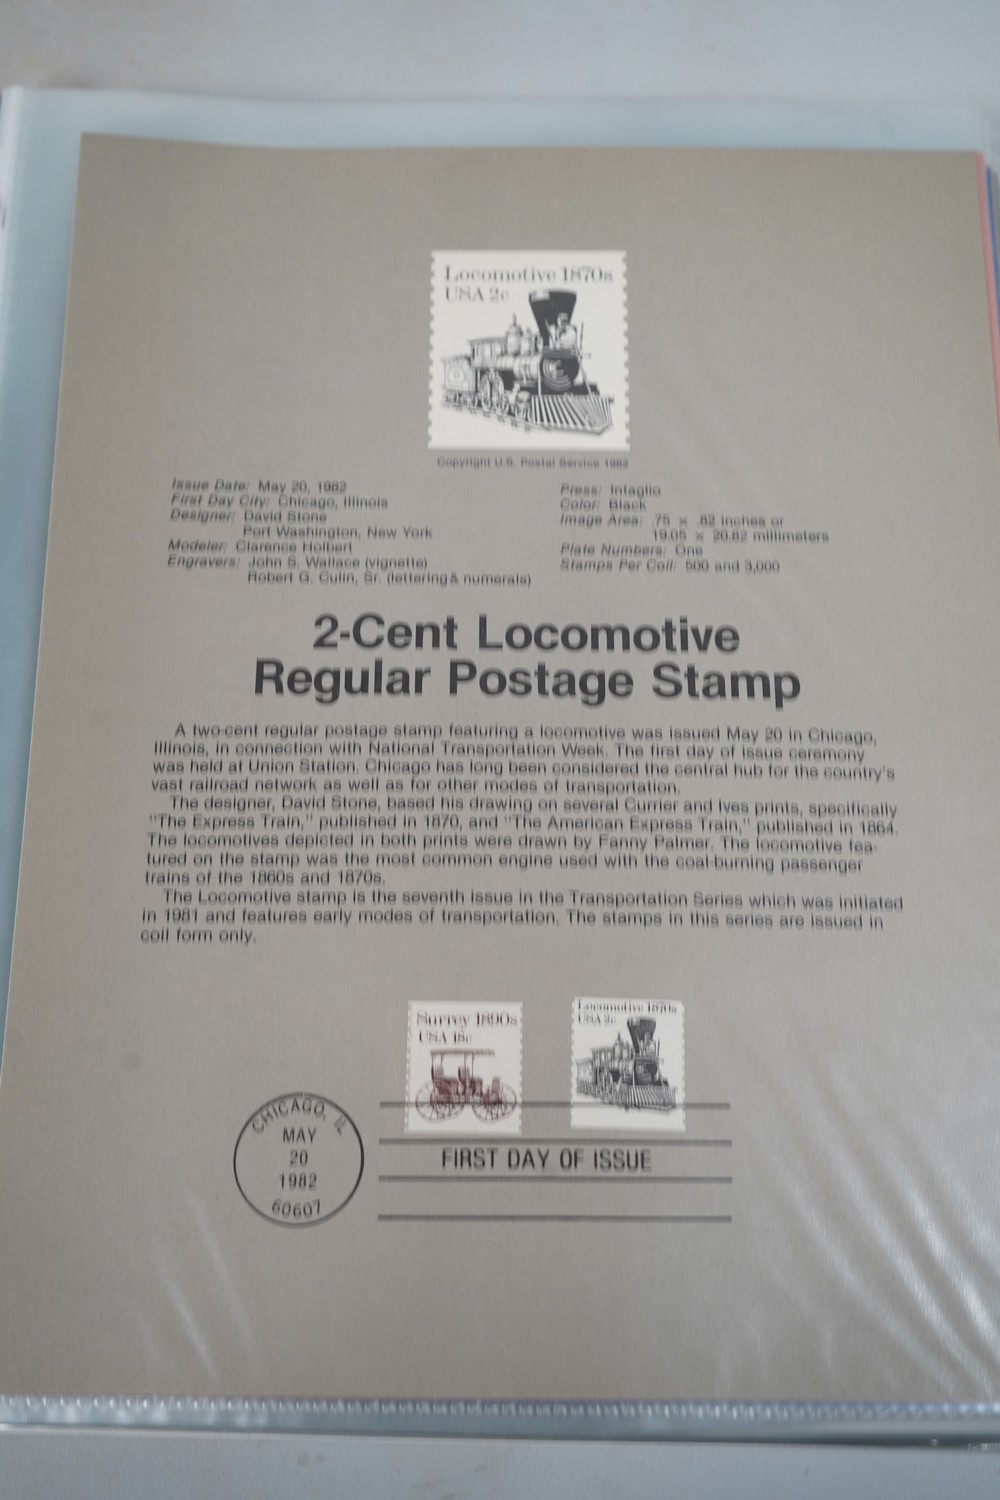 Locomotive 1870s
USA 2c
Copyright U.S. Postal Service 1982
Issue Date: May 20, 1982
First Day City: Chicago, Illinois
Designer: David Stone
Port Washington, New York
Modeler: Clarence Holbert
Engravers: John S. Wallace (vignette)
Robert G. Culin, Sr. (lettering & numerals)
Press: Intaglio
Color: Black
Image Area: .75 × .82 inches or
19.05 × 20.82 millimeters
Plate Numbers: One
Stamps Per Coil: 500 and 3,000
2-Cent Locomotive
Regular Postage Stamp
A two-cent regular postage stamp featuring a locomotive was issued May 20 in Chicago,
Illinois, in connection with National Transportation Week. The first day of issue ceremony
was held at Union Station. Chicago has long been considered the central hub for the country's
vast railroad network as well as for other modes of transportation.
The designer, David Stone, based his drawing on several Currier and Ives prints, specifically
"The Express Train," published in 1870, and "The American Express Train," published in 1864.
The locomotives depicted in both prints were drawn by Fanny Palmer. The locomotive fea-
tured on the stamp was the most common engine used with the coal-burning passenger
trains of the 1860s and 1870s.
The Locomotive stamp is the seventh issue in the Transportation Series which was initiated
in 1981 and features early modes of transportation. The stamps in this series are issued in
coil form only.
Surrey 1890s
USA 18c
Locomotive 1870s
USA 2c
CHICAGO, IL
MAY
20
1982
60607
FIRST DAY OF ISSUE